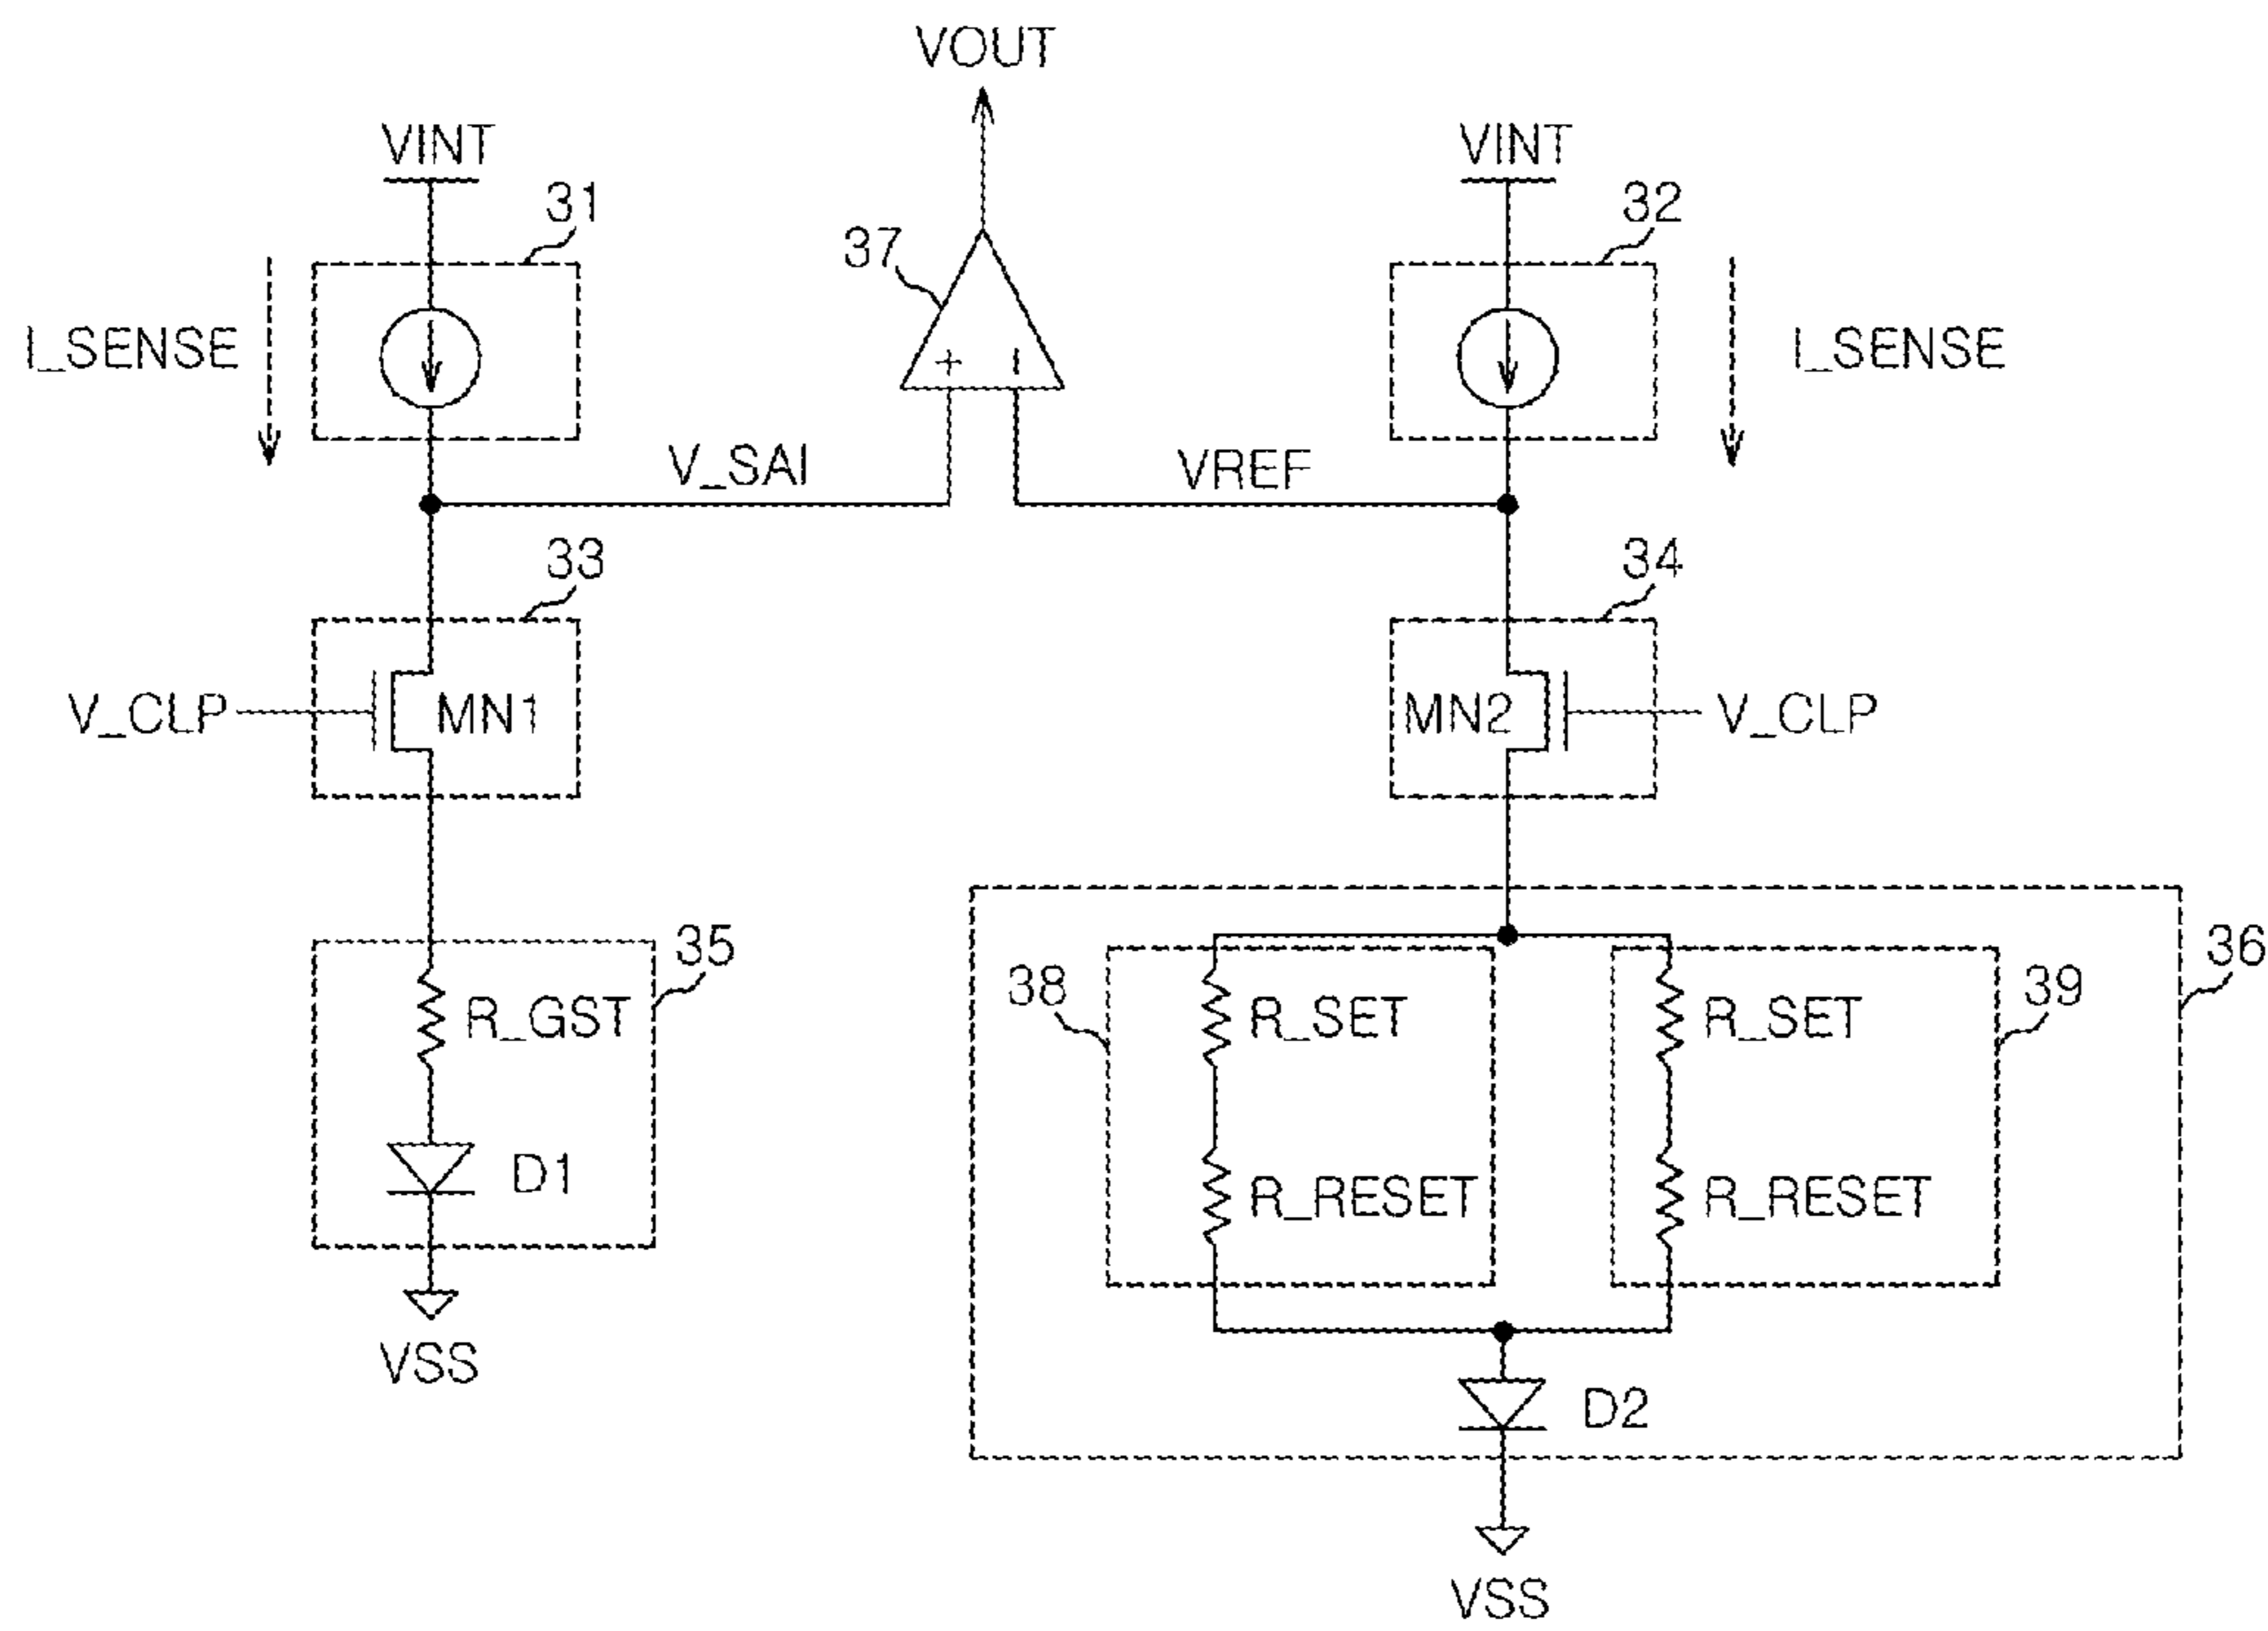 VOUT
VINT
VINT
31
37
32
I_SENSE
+
−
I_SENSE
V_SAI
VREF
33
34
V_CLP
MN1
MN2
V_CLP
35
36
38
R_GST
R_SET
R_SET
39
D1
R_RESET
R_RESET
VSS
D2
VSS